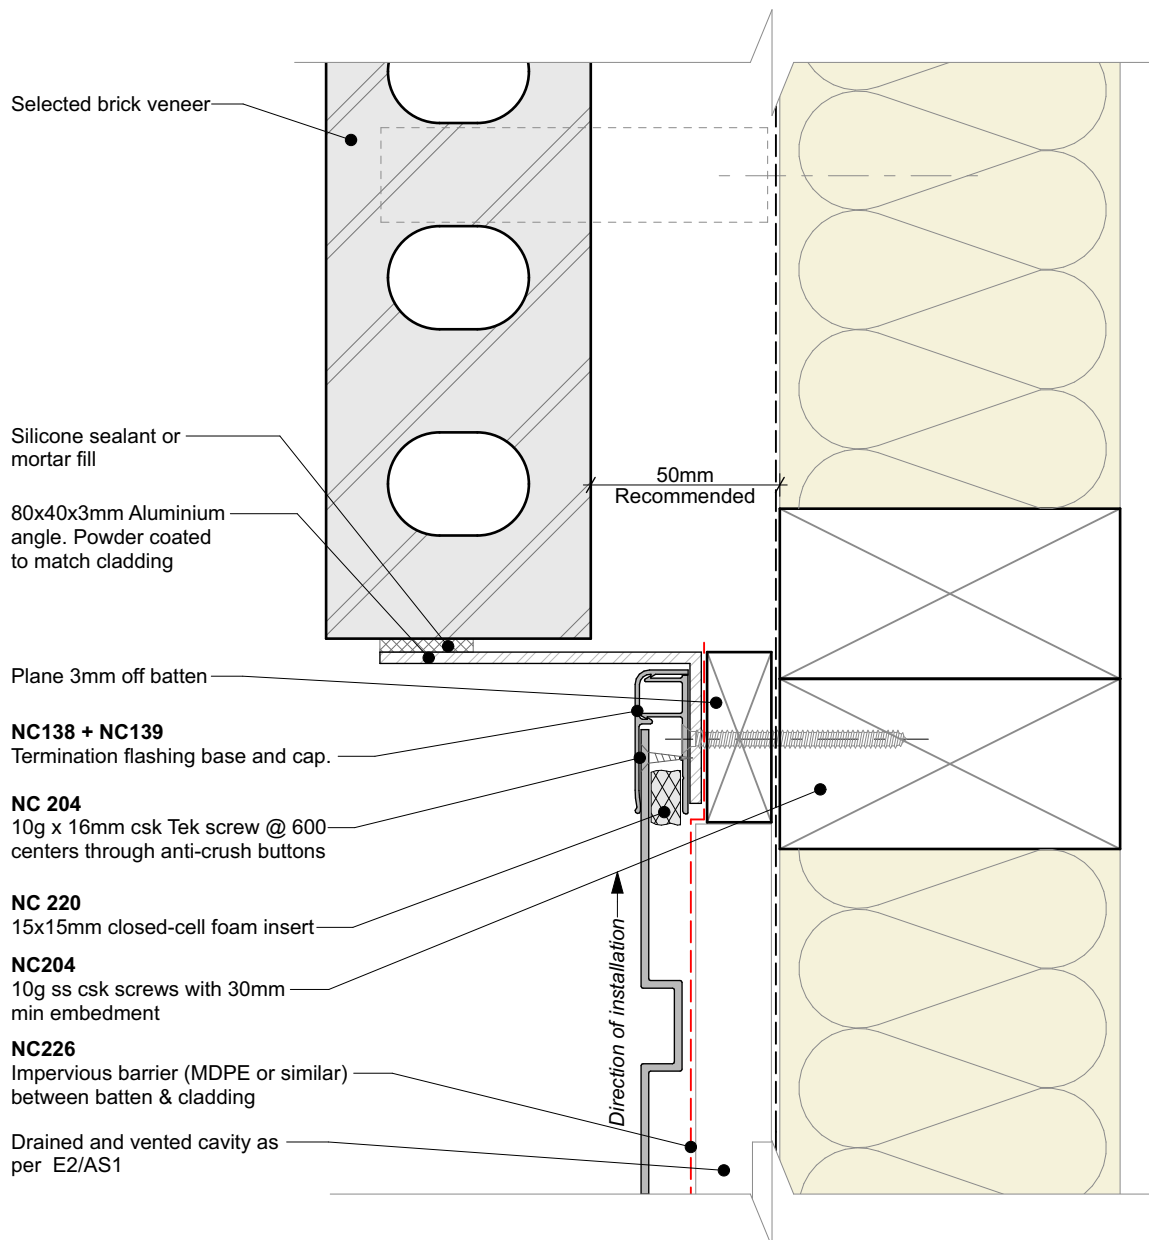 Selected brick veneer
Silicone sealant or
mortar fill
50mm
Recommended
80x40x3mm Aluminium
angle. Powder coated
to match cladding
Plane 3mm off batten
NC138 + NC139
Termination flashing base and cap.
NC 204
10g x 16mm csk Tek screw @ 600
centers through anti-crush buttons
NC 220
15x15mm closed-cell foam insert
NC204
10g ss csk screws with 30mm
min embedment
Direction of installation
NC226
Impervious barrier (MDPE or similar)
between batten & cladding
Drained and vented cavity as
per E2/AS1